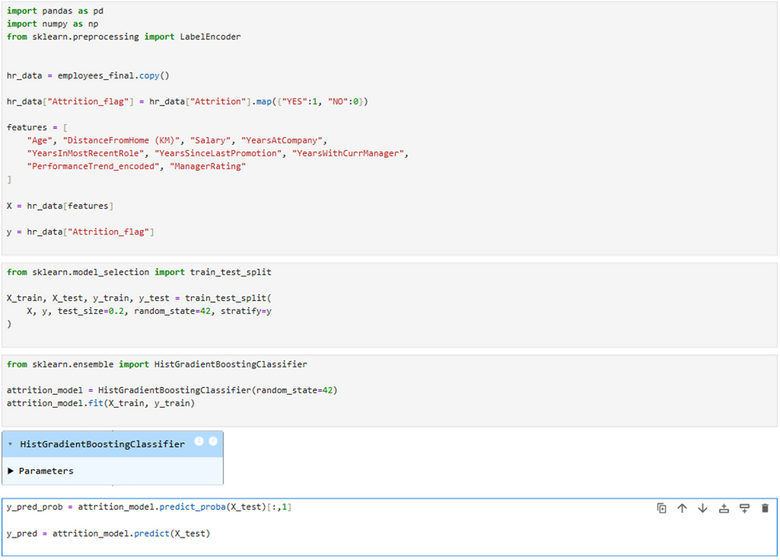 import pandas as pd
import numpy as np
from sklearn.preprocessing import LabelEncoder
hr_data = employees_final.copy()
hr_data["Attrition_flag"] = hr_data["Attrition"].map({"YES":1, "NO":0})
features = [
    "Age", "DistanceFromHome (KM)", "Salary", "YearsAtCompany",
    "YearsInMostRecentRole", "YearsSinceLastPromotion", "YearsWithCurrManager",
    "PerformanceTrend_encoded", "ManagerRating"
]
X = hr_data[features]
y = hr_data["Attrition_flag"]
from sklearn.model_selection import train_test_split
X_train, X_test, y_train, y_test = train_test_split(
    X, y, test_size=0.2, random_state=42, stratify=y
)
from sklearn.ensemble import HistGradientBoostingClassifier
attrition_model = HistGradientBoostingClassifier(random_state=42)
attrition_model.fit(X_train, y_train)
HistGradientBoostingClassifier
Parameters
y_pred_prob = attrition_model.predict_proba(X_test)[:,1]
y_pred = attrition_model.predict(X_test)